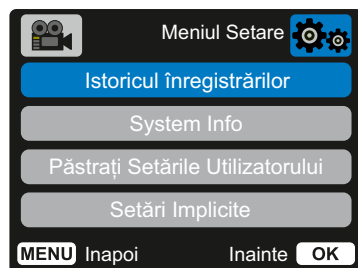 Meniul Setare
Istoricul înregistrărilor
System Info
Păstrați Setările Utilizatorului
Setări Implicite
MENU Inapoi Inainte OK